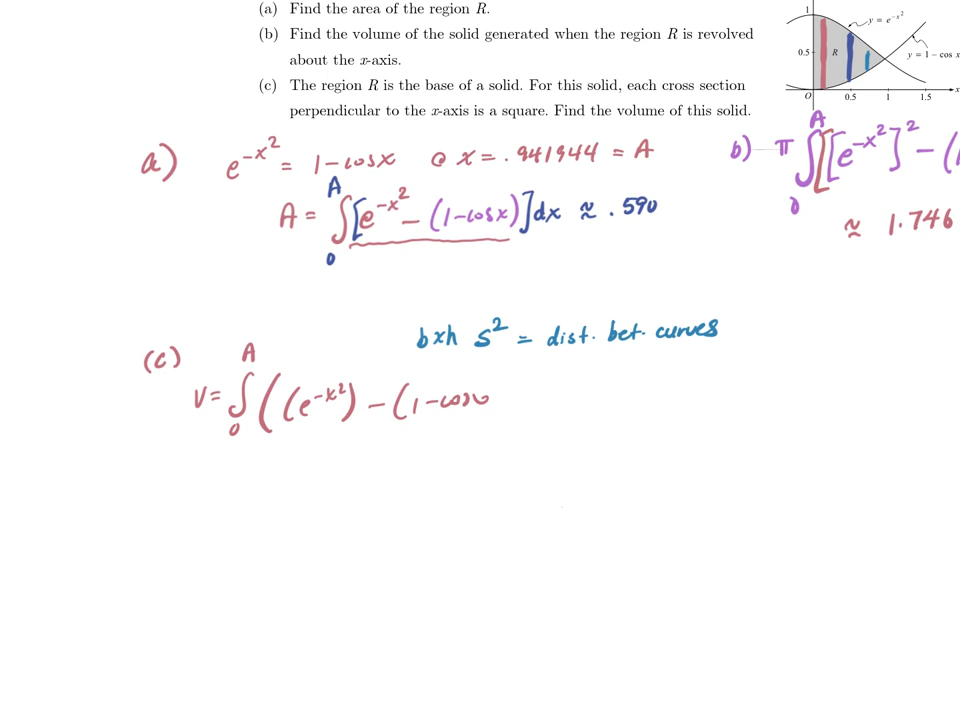 (a) Find the area of the region R.
(b) Find the volume of the solid generated when the region R is revolved
about the x-axis.
(c) The region R is the base of a solid. For this solid, each cross section
perpendicular to the x-axis is a square. Find the volume of this solid.
1
y = e^{-x^2}
0.5
R
y = 1 − cos x
x
O
0.5
1
1.5
a) e^{-x^2} = 1 - cos x @ x = .941944 = A
A = ∫_0^A [e^{-x^2} - (1 - cos x)] dx ≈ .590
b) π ∫_0^A [[e^{-x^2}]^2 - (1
≈ 1.746
bxh s^2 = dist. bet. curves
(c)
V = ∫_0^A ((e^{-x^2}) - (1 - cos x